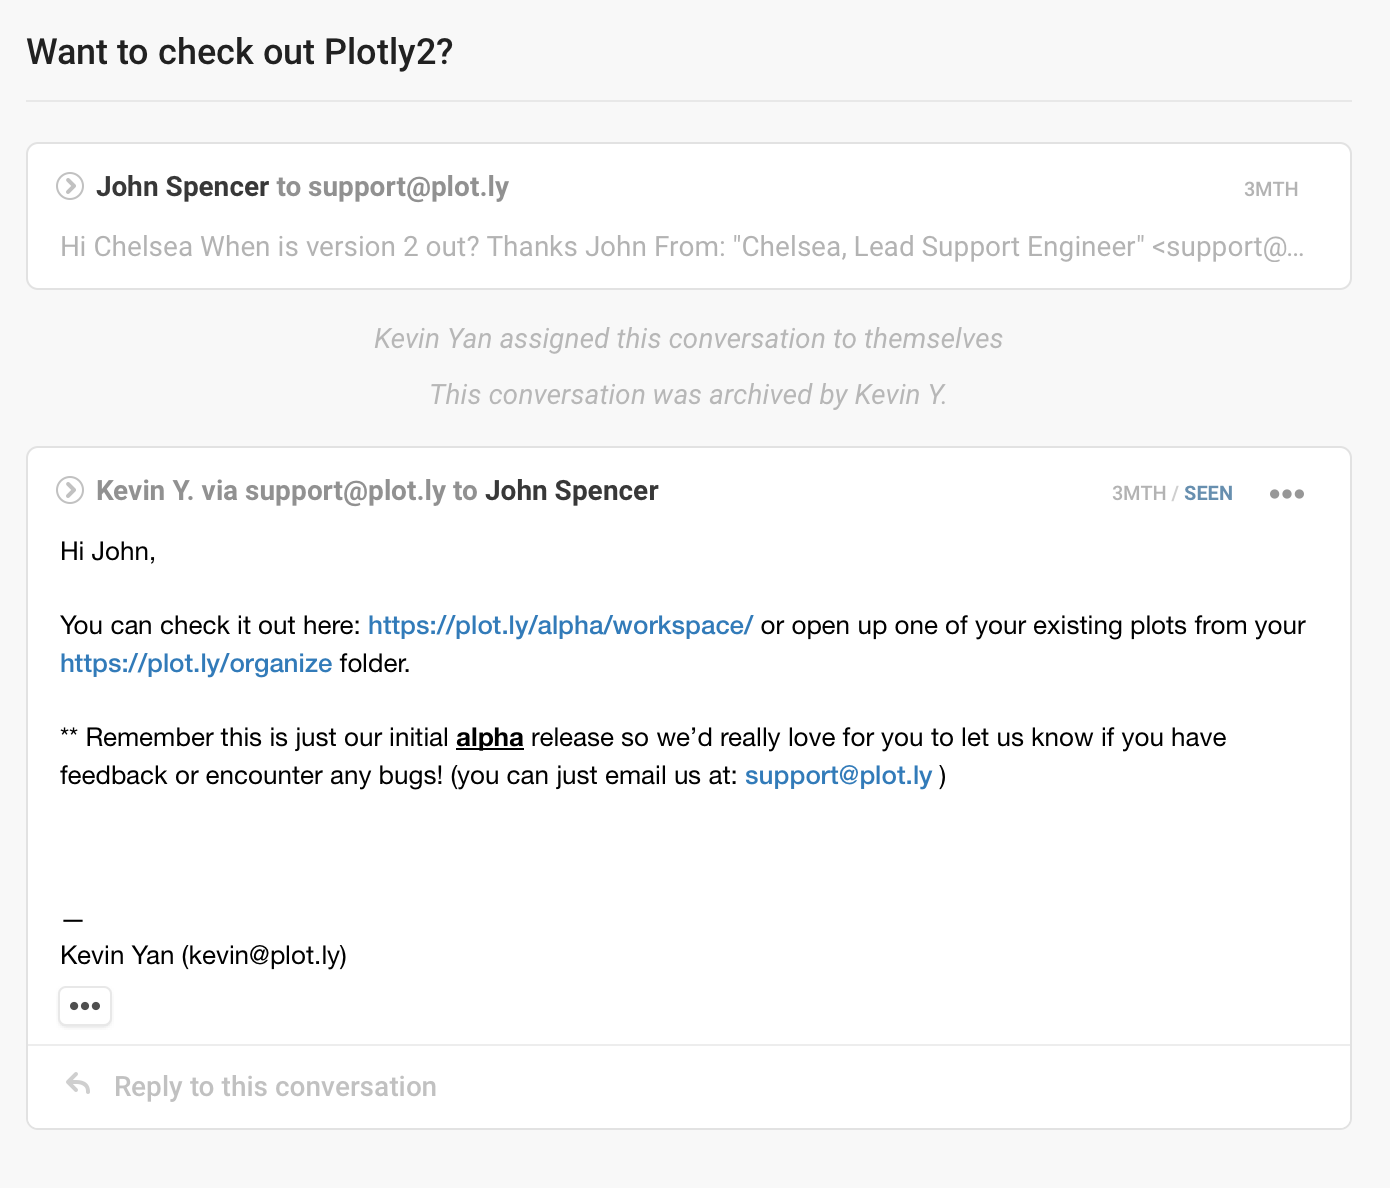 Want to check out Plotly2?
John Spencer to support@plot.ly
3MTH
Hi Chelsea When is version 2 out? Thanks John From: "Chelsea, Lead Support Engineer" <support@...
Kevin Yan assigned this conversation to themselves
This conversation was archived by Kevin Y.
Kevin Y. via support@plot.ly to John Spencer
3MTH / SEEN
Hi John,
You can check it out here: https://plot.ly/alpha/workspace/ or open up one of your existing plots from your
https://plot.ly/organize folder.
** Remember this is just our initial alpha release so we’d really love for you to let us know if you have
feedback or encounter any bugs! (you can just email us at: support@plot.ly )
—
Kevin Yan (kevin@plot.ly)
Reply to this conversation